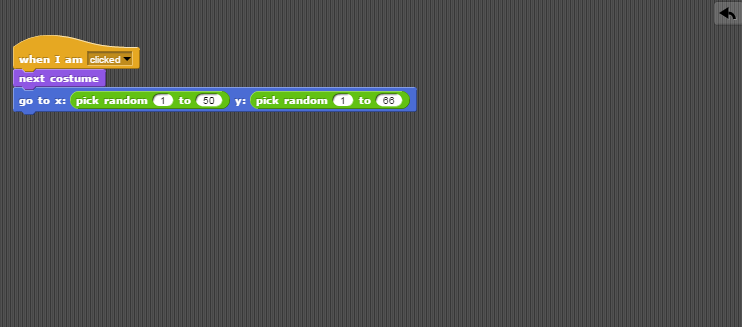 when I am clicked
next costume
go to x: pick random 1 to 50 y: pick random 1 to 66